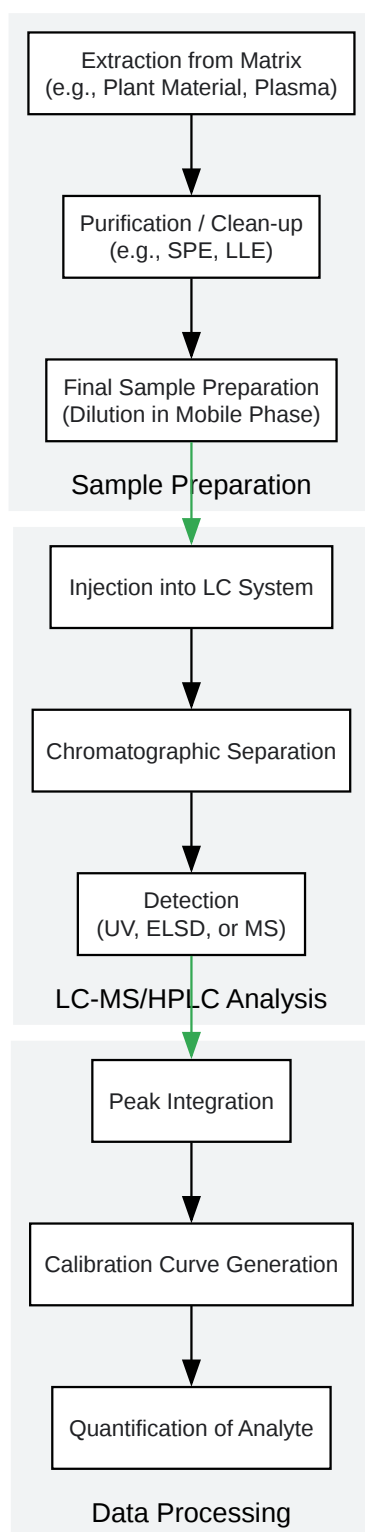 Extraction from Matrix
(e.g., Plant Material, Plasma)
Purification / Clean-up
(e.g., SPE, LLE)
Final Sample Preparation
(Dilution in Mobile Phase)
Sample Preparation
Injection into LC System
Chromatographic Separation
Detection
(UV, ELSD, or MS)
LC-MS/HPLC Analysis
Peak Integration
Calibration Curve Generation
Quantification of Analyte
Data Processing